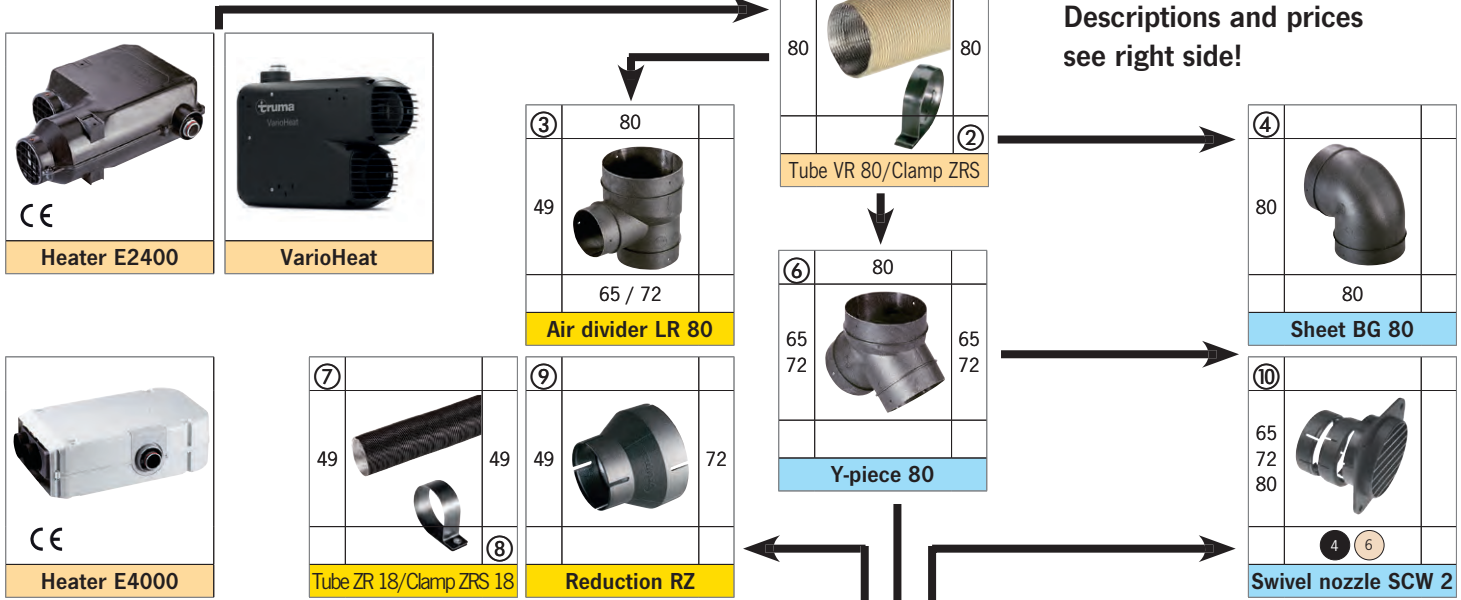 Descriptions and prices
see right side!
80
80
②
Tube VR 80/Clamp ZRS
CE
Heater E2400
truma
VarioHeat
VarioHeat
③
80
49
65 / 72
Air divider LR 80
④
80
80
Sheet BG 80
⑥
80
65
72
65
72
Y-piece 80
CE
Heater E4000
⑦
49
49
⑧
Tube ZR 18/Clamp ZRS 18
⑨
49
72
Reduction RZ
⑩
65
72
80
4 6
Swivel nozzle SCW 2